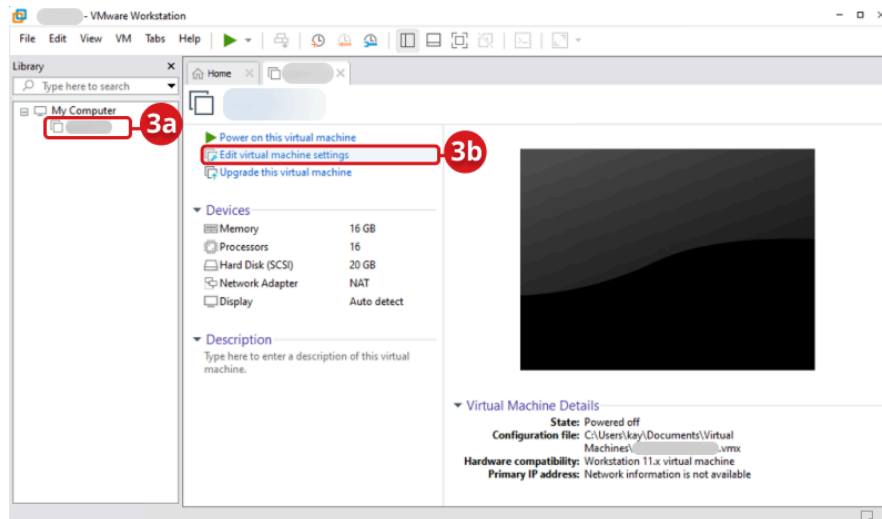 - VMware Workstation
File Edit View VM Tabs Help
Library
Type here to search
My Computer
3a
Home
Power on this virtual machine
Edit virtual machine settings
3b
Upgrade this virtual machine
Devices
Memory 16 GB
Processors 16
Hard Disk (SCSI) 20 GB
Network Adapter NAT
Display Auto detect
Description
Type here to enter a description of this virtual
machine.
Virtual Machine Details
State: Powered off
Configuration file: C:\Users\kay\Documents\Virtual
Machines\ .vmx
Hardware compatibility: Workstation 11.x virtual machine
Primary IP address: Network information is not available